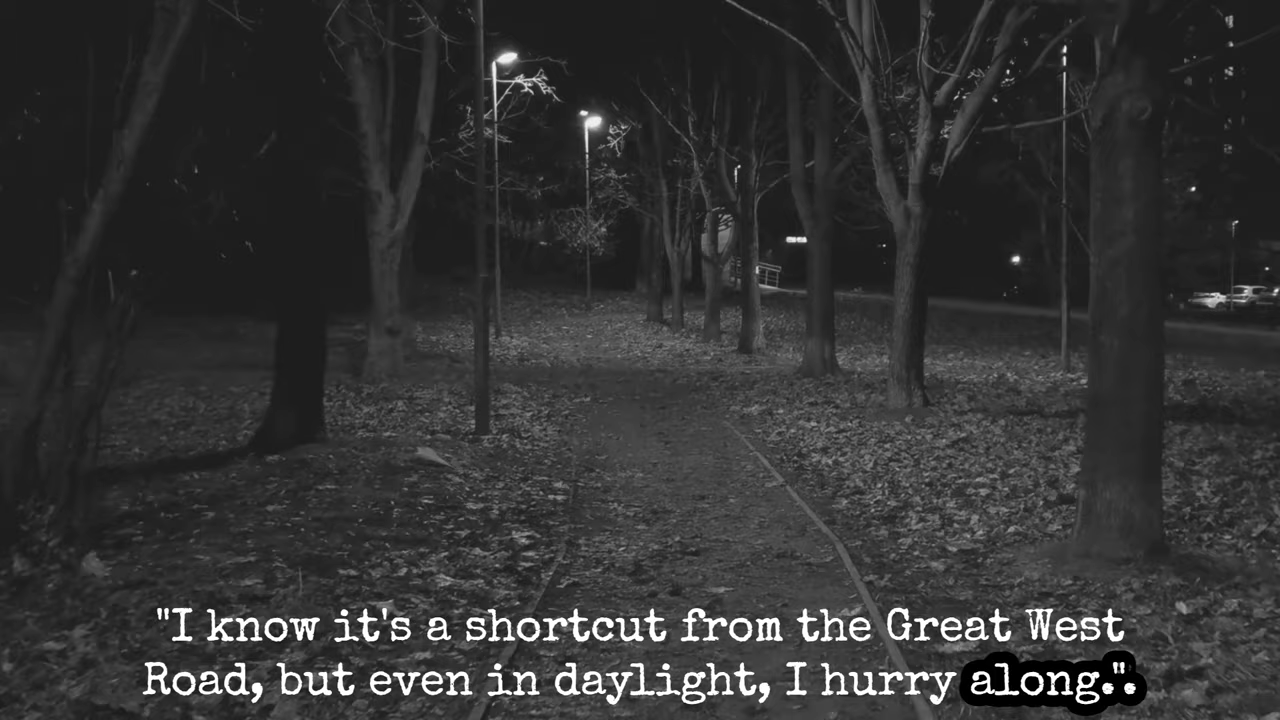 "I know it's a shortcut from the Great West
Road, but even in daylight, I hurry along.".